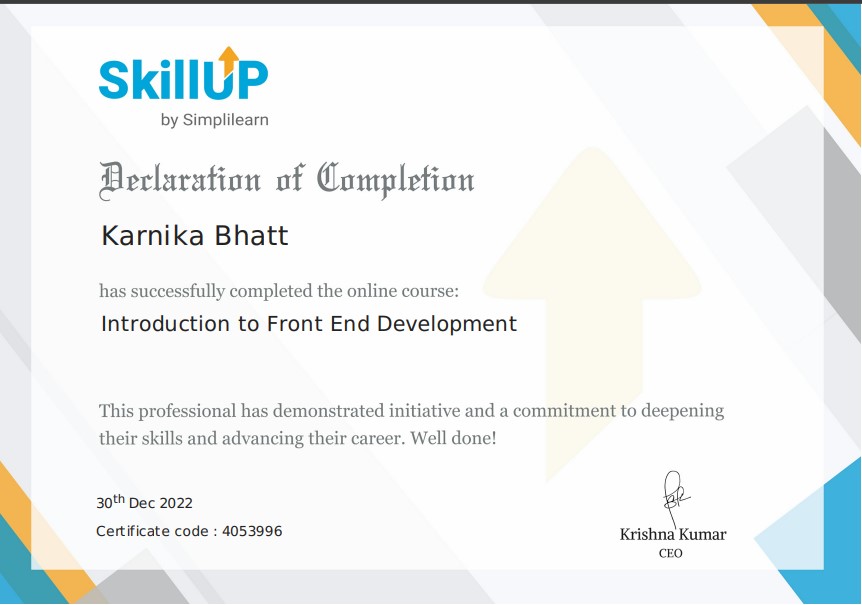 SkillUP
by Simplilearn
Declaration of Completion
Karnika Bhatt
has successfully completed the online course:
Introduction to Front End Development
This professional has demonstrated initiative and a commitment to deepening
their skills and advancing their career. Well done!
30th Dec 2022
Certificate code : 4053996
Krishna Kumar
CEO